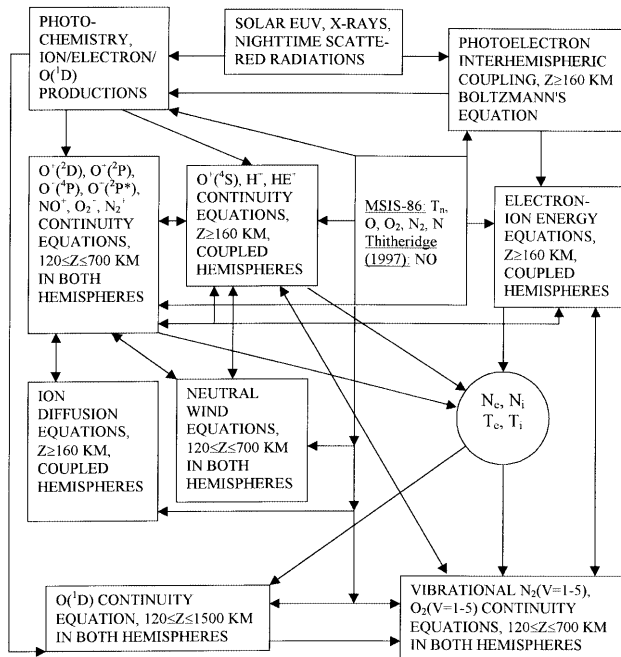 PHOTO-
CHEMISTRY,
ION/ELECTRON/
O(¹D)
PRODUCTIONS
SOLAR EUV, X-RAYS,
NIGHTTIME SCATTE-
RED RADIATIONS
PHOTOELECTRON
INTERHEMISPHERIC
COUPLING, Z≥160 KM
BOLTZMANN'S
EQUATION
O⁺(²D), O⁺(²P),
O⁺(⁴P), O⁺(²P*),
NO⁺, O₂⁺, N₂⁺
CONTINUITY
EQUATIONS,
120≤Z≤700 KM
IN BOTH
HEMISPHERES
O⁺(⁴S), H⁺, HE⁺
CONTINUITY
EQUATIONS,
Z≥160 KM,
COUPLED
HEMISPHERES
MSIS-86: Tₙ,
O, O₂, N₂, N
Thitheridge
(1997): NO
ELECTRON-
ION ENERGY
EQUATIONS,
Z≥160 KM,
COUPLED
HEMISPHERES
ION
DIFFUSION
EQUATIONS,
Z≥160 KM,
COUPLED
HEMISPHERES
NEUTRAL
WIND
EQUATIONS,
120≤Z≤700 KM
IN BOTH
HEMISPHERES
Nₑ, Nᵢ
Tₑ, Tᵢ
O(¹D) CONTINUITY
EQUATION, 120≤Z≤1500 KM
IN BOTH HEMISPHERES
VIBRATIONAL N₂(V=1-5),
O₂(V=1-5) CONTINUITY
EQUATIONS, 120≤Z≤700 KM
IN BOTH HEMISPHERES